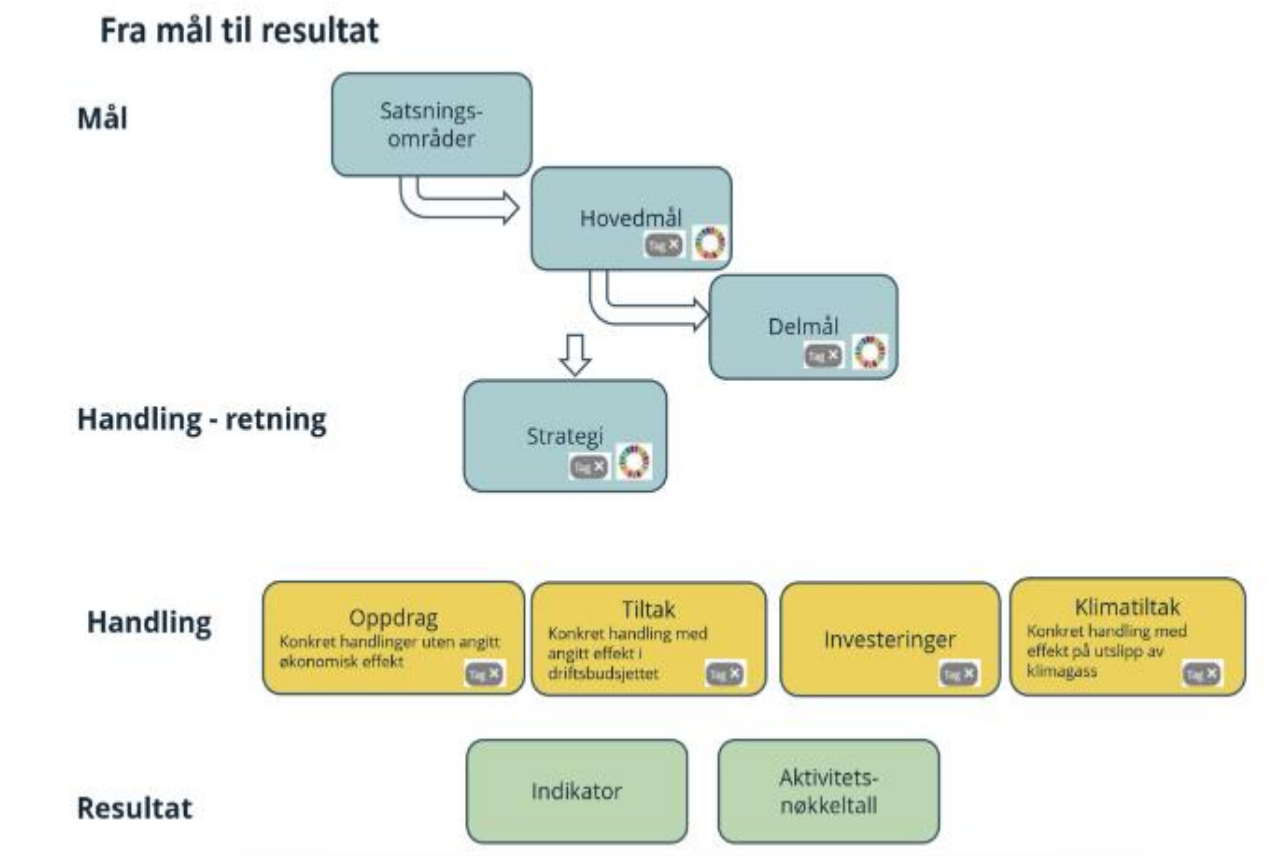 Fra mål til resultat
Mål
Satsnings-
områder
Hovedmål
Tag ✕
Delmål
Tag ✕
Handling - retning
Strategi
Tag ✕
Handling
Oppdrag
Konkret handlinger uten angitt
økonomisk effekt
Tag ✕
Tiltak
Konkret handling med
angitt effekt i
driftsbudsjettet
Tag ✕
Investeringer
Tag ✕
Klimatiltak
Konkret handling med
effekt på utslipp av
klimagass
Tag ✕
Resultat
Indikator
Aktivitets-
nøkkeltall